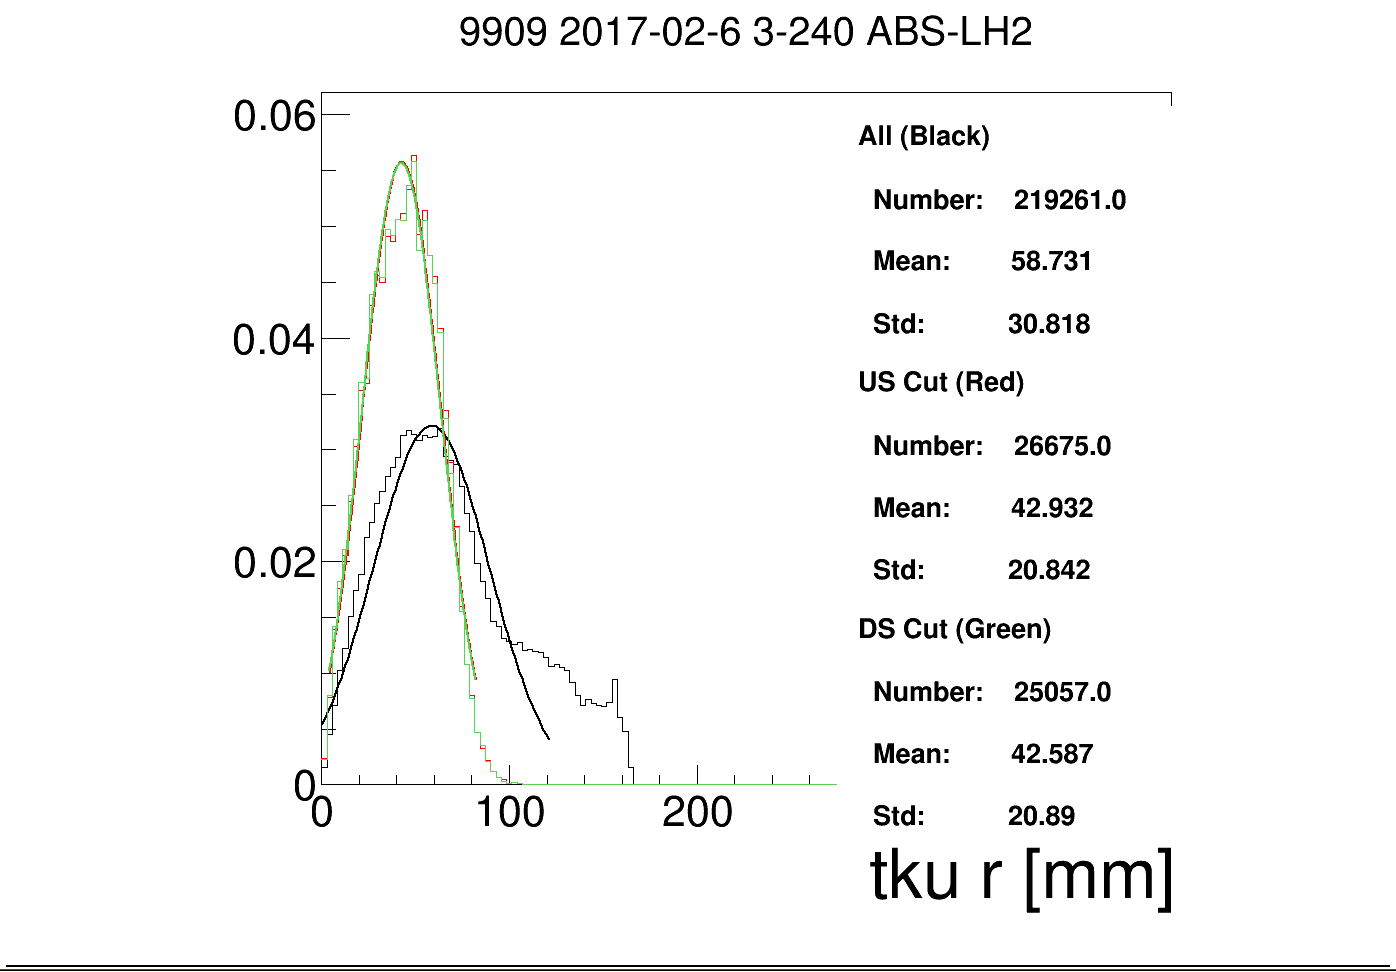 9909 2017-02-6 3-240 ABS-LH2
0.06
0.04
0.02
0
0 100 200
All (Black)
Number: 219261.0
Mean: 58.731
Std: 30.818
US Cut (Red)
Number: 26675.0
Mean: 42.932
Std: 20.842
DS Cut (Green)
Number: 25057.0
Mean: 42.587
Std: 20.89
tku r [mm]